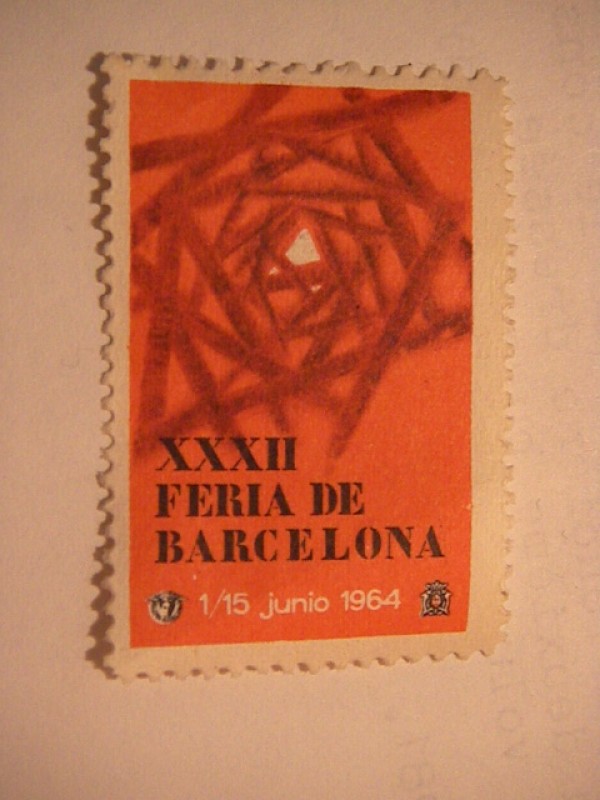 XXXII
FERIA DE
BARCELONA
1/15 junio 1964